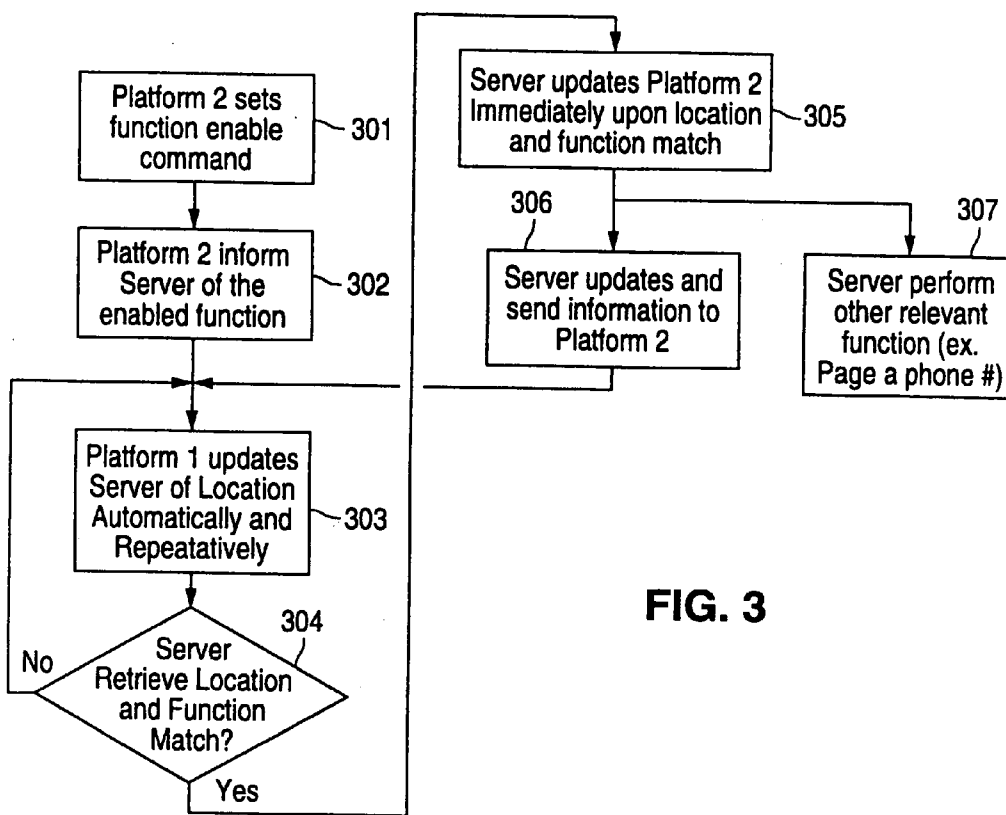 Platform 2 sets
function enable
command
301
Platform 2 inform
Server of the
enabled function
302
Platform 1 updates
Server of Location
Automatically and
Repeatatively
303
304
Server
Retrieve Location
and Function
Match?
No
Yes
Server updates Platform 2
Immediately upon location
and function match
305
306
Server updates and
send information to
Platform 2
307
Server perform
other relevant
function (ex.
Page a phone #)
FIG. 3